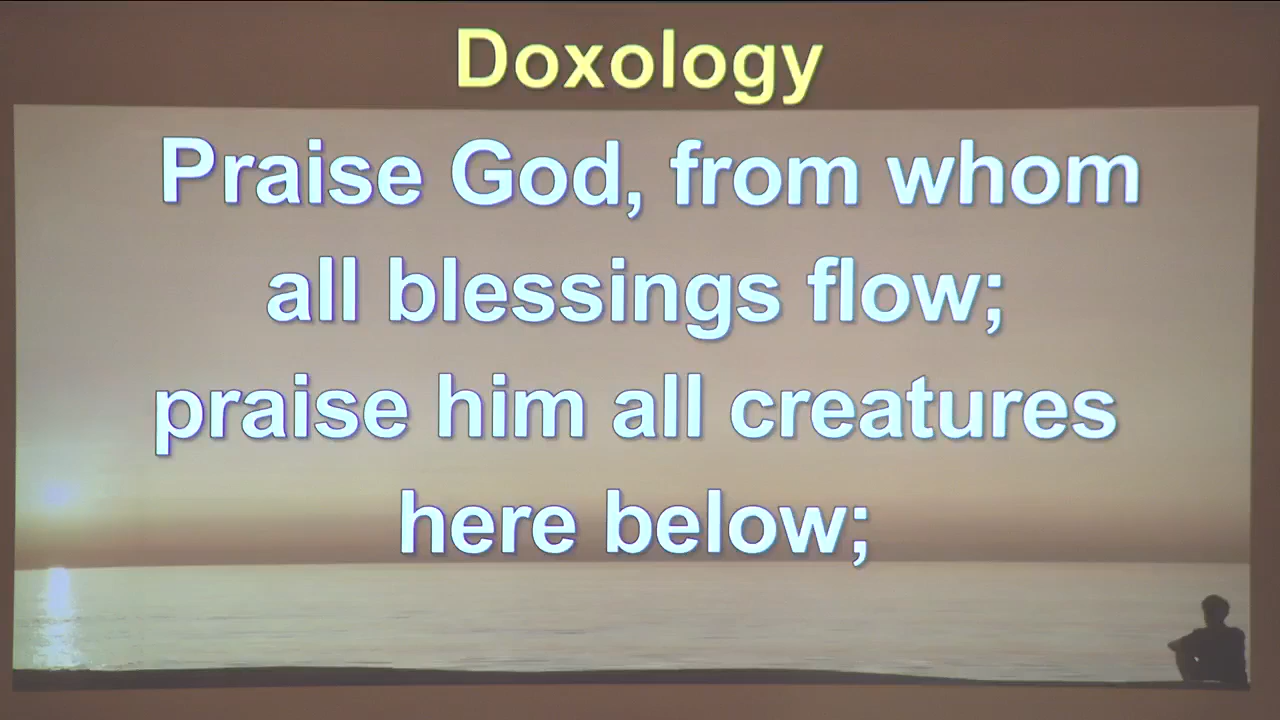 Doxology
Praise God, from whom
all blessings flow;
praise him all creatures
here below;